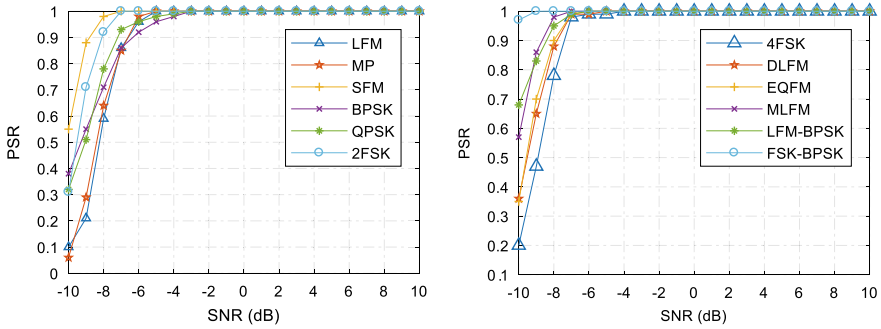 1
0.9
0.8
0.7
0.6
0.5
0.4
0.3
0.2
0.1
0
PSR
-10 -8 -6 -4 -2 0 2 4 6 8 10
SNR (dB)
LFM
MP
SFM
BPSK
QPSK
2FSK
1
0.9
0.8
0.7
0.6
0.5
0.4
0.3
0.2
0.1
PSR
-10 -8 -6 -4 -2 0 2 4 6 8 10
SNR (dB)
4FSK
DLFM
EQFM
MLFM
LFM-BPSK
FSK-BPSK